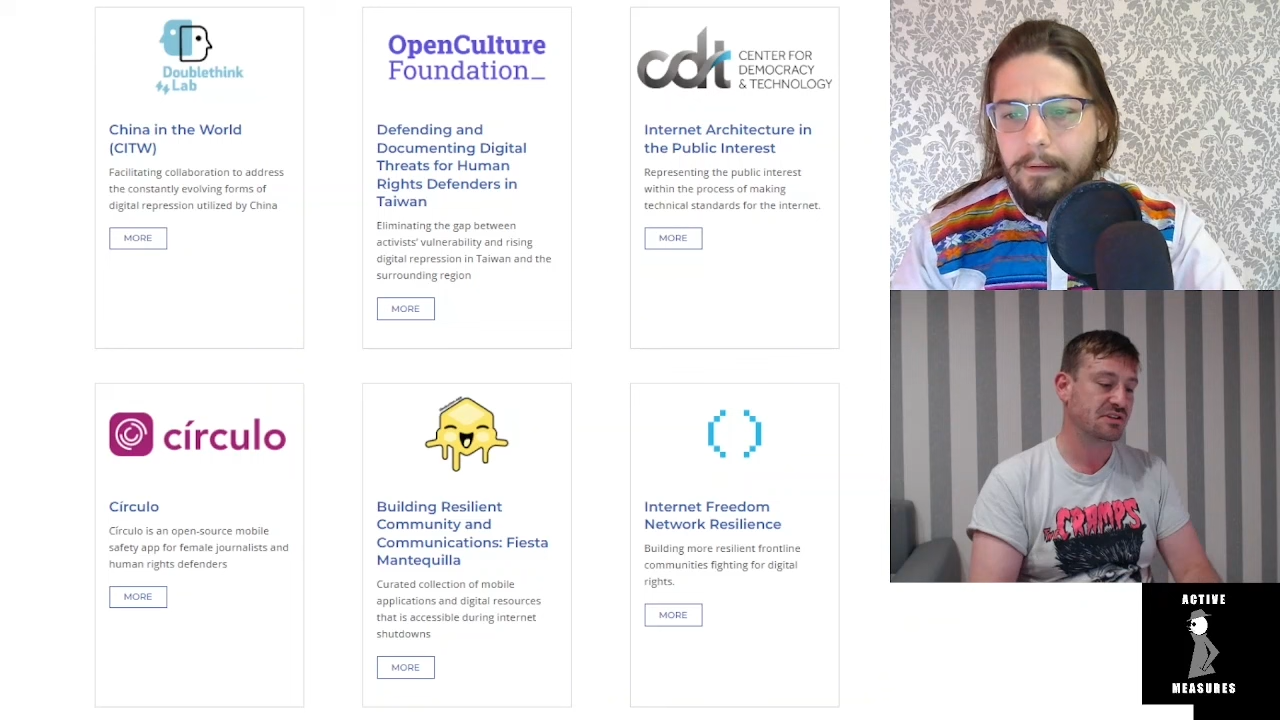 Doublethink
Lab
China in the World
(CITW)
Facilitating collaboration to address
the constantly evolving forms of
digital repression utilized by China
MORE
OpenCulture
Foundation_
Defending and
Documenting Digital
Threats for Human
Rights Defenders in
Taiwan
Eliminating the gap between
activists’ vulnerability and rising
digital repression in Taiwan and the
surrounding region
MORE
cdt
CENTER FOR
DEMOCRACY
& TECHNOLOGY
Internet Architecture in
the Public Interest
Representing the public interest
within the process of making
technical standards for the internet.
MORE
círculo
Círculo
Círculo is an open-source mobile
safety app for female journalists and
human rights defenders
MORE
Building Resilient
Community and
Communications: Fiesta
Mantequilla
Curated collection of mobile
applications and digital resources
that is accessible during internet
shutdowns
MORE
Internet Freedom
Network Resilience
Building more resilient frontline
communities fighting for digital
rights.
MORE
The CRAMPS
ACTIVE
MEASURES